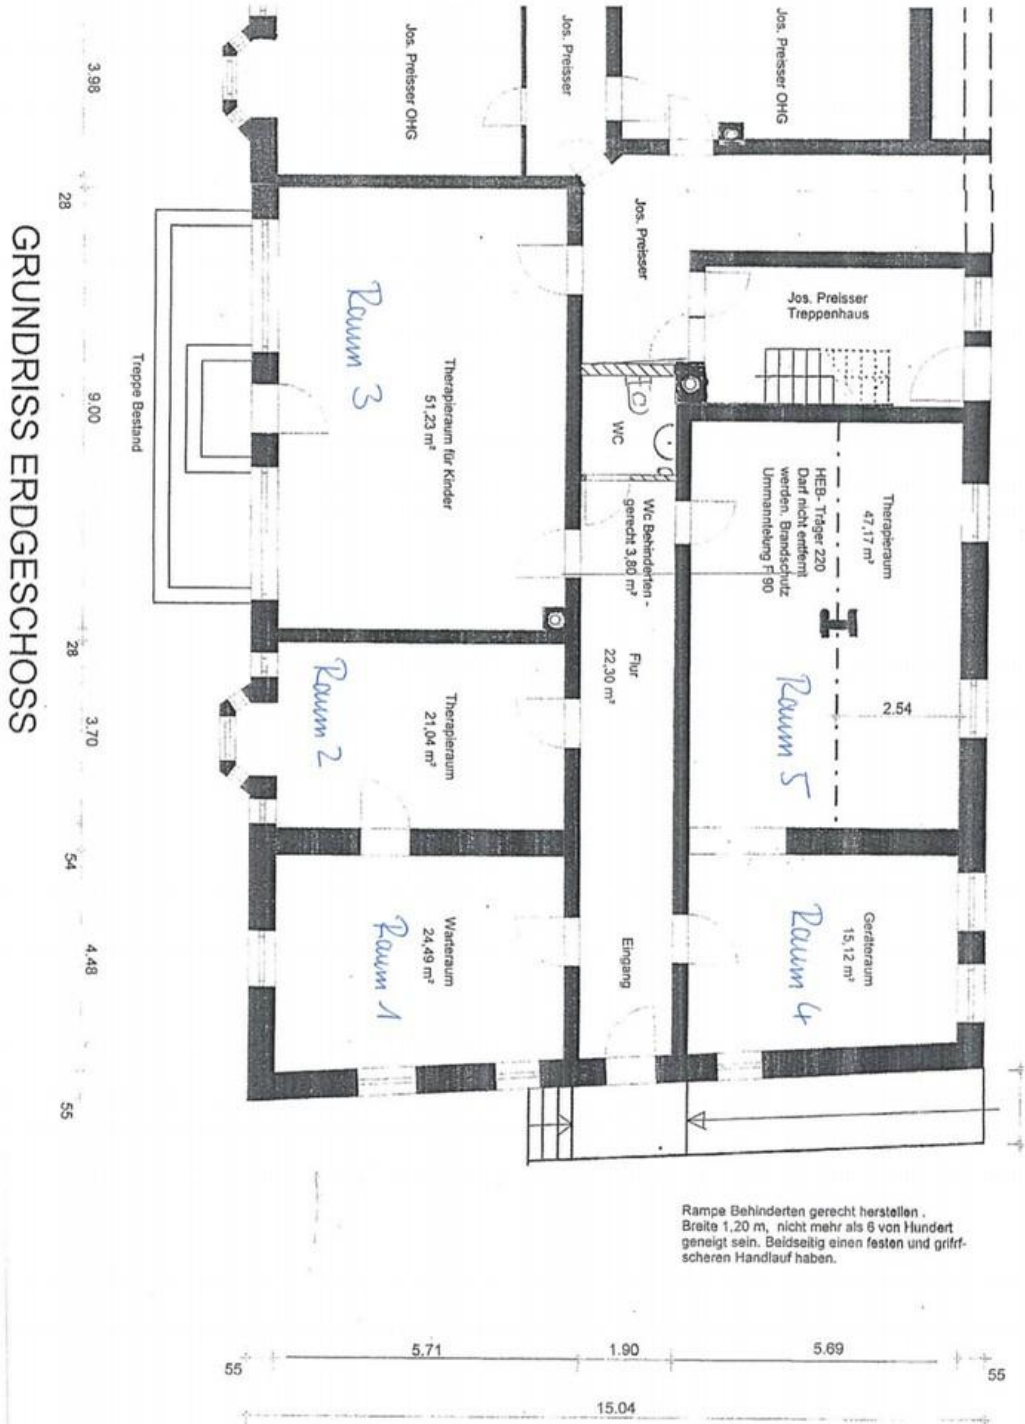 GRUNDRISS ERDGESCHOSS
3.98
28
9.00
28
3.70
54
4.48
55
Treppe Bestand
Jos. Preisser OHG
Jos. Preisser
Jos. Preisser OHG
Jos. Preisser
Jos. Preisser
Treppenhaus
Therapieraum für Kinder
51,23 m²
Raum 3
WC
Wc Behinderten -
gerecht 3,80 m²
Flur
22,30 m²
Therapieraum
47,17 m²
HEB- Träger 220
Darf nicht entfernt
werden. Brandschutz
Ummantelung F 90
2.54
Raum 5
Therapieraum
21,04 m²
Raum 2
Warteraum
24,49 m²
Raum 1
Eingang
Geräteraum
15,12 m²
Raum 4
Rampe Behinderten gerecht herstellen .
Breite 1,20 m, nicht mehr als 6 von Hundert
geneigt sein. Beidseitig einen festen und grifrf-
scheren Handlauf haben.
55
5.71
1.90
5.69
55
15.04